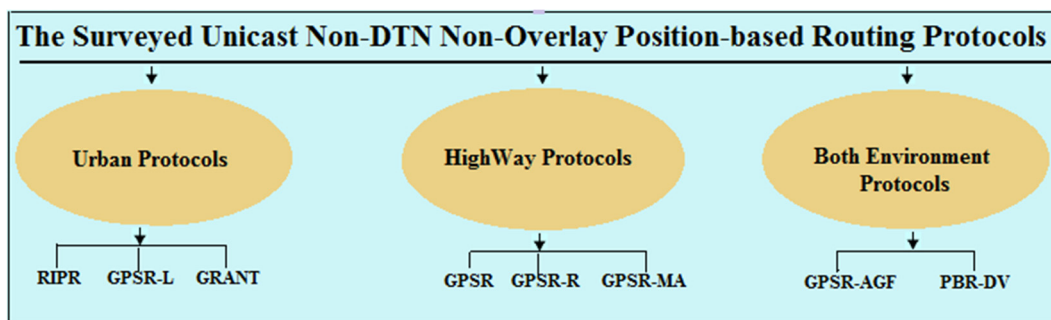 The Surveyed Unicast Non-DTN Non-Overlay Position-based Routing Protocols
Urban Protocols
HighWay Protocols
Both Environment
Protocols
RIPR GPSR-L GRANT
GPSR GPSR-R GPSR-MA
GPSR-AGF PBR-DV